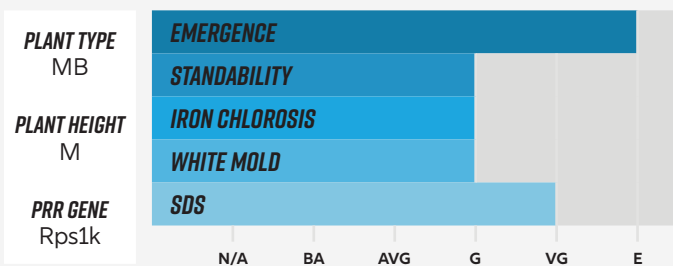 PLANT TYPE
MB
PLANT HEIGHT
M
PRR GENE
Rps1k
EMERGENCE
STANDABILITY
IRON CHLOROSIS
WHITE MOLD
SDS
N/A BA AVG G VG E